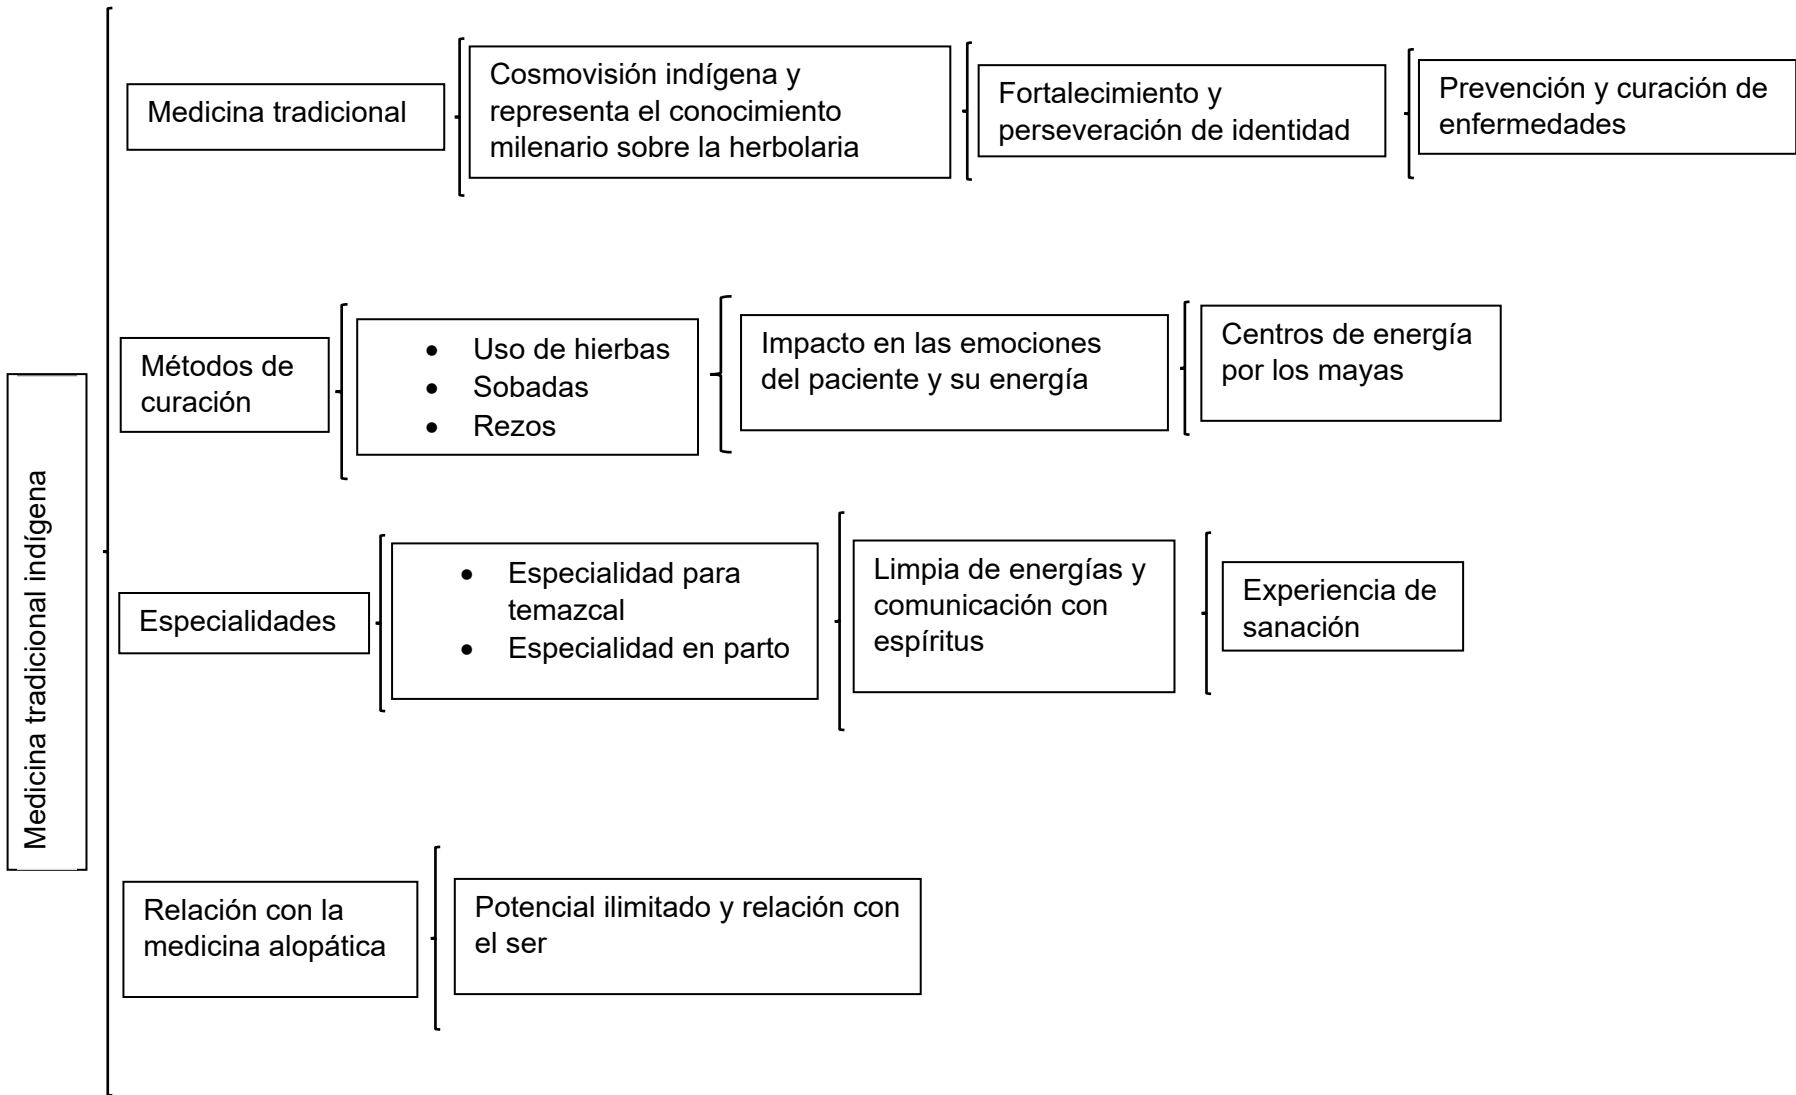 Medicina tradicional indígena
Medicina tradicional
Cosmovisión indígena y
representa el conocimiento
milenario sobre la herbolaria
Fortalecimiento y
perseveración de identidad
Prevención y curación de
enfermedades
Métodos de
curación
• Uso de hierbas
• Sobadas
• Rezos
Impacto en las emociones
del paciente y su energía
Centros de energía
por los mayas
Especialidades
• Especialidad para
temazcal
• Especialidad en parto
Limpia de energías y
comunicación con
espíritus
Experiencia de
sanación
Relación con la
medicina alopática
Potencial ilimitado y relación con
el ser